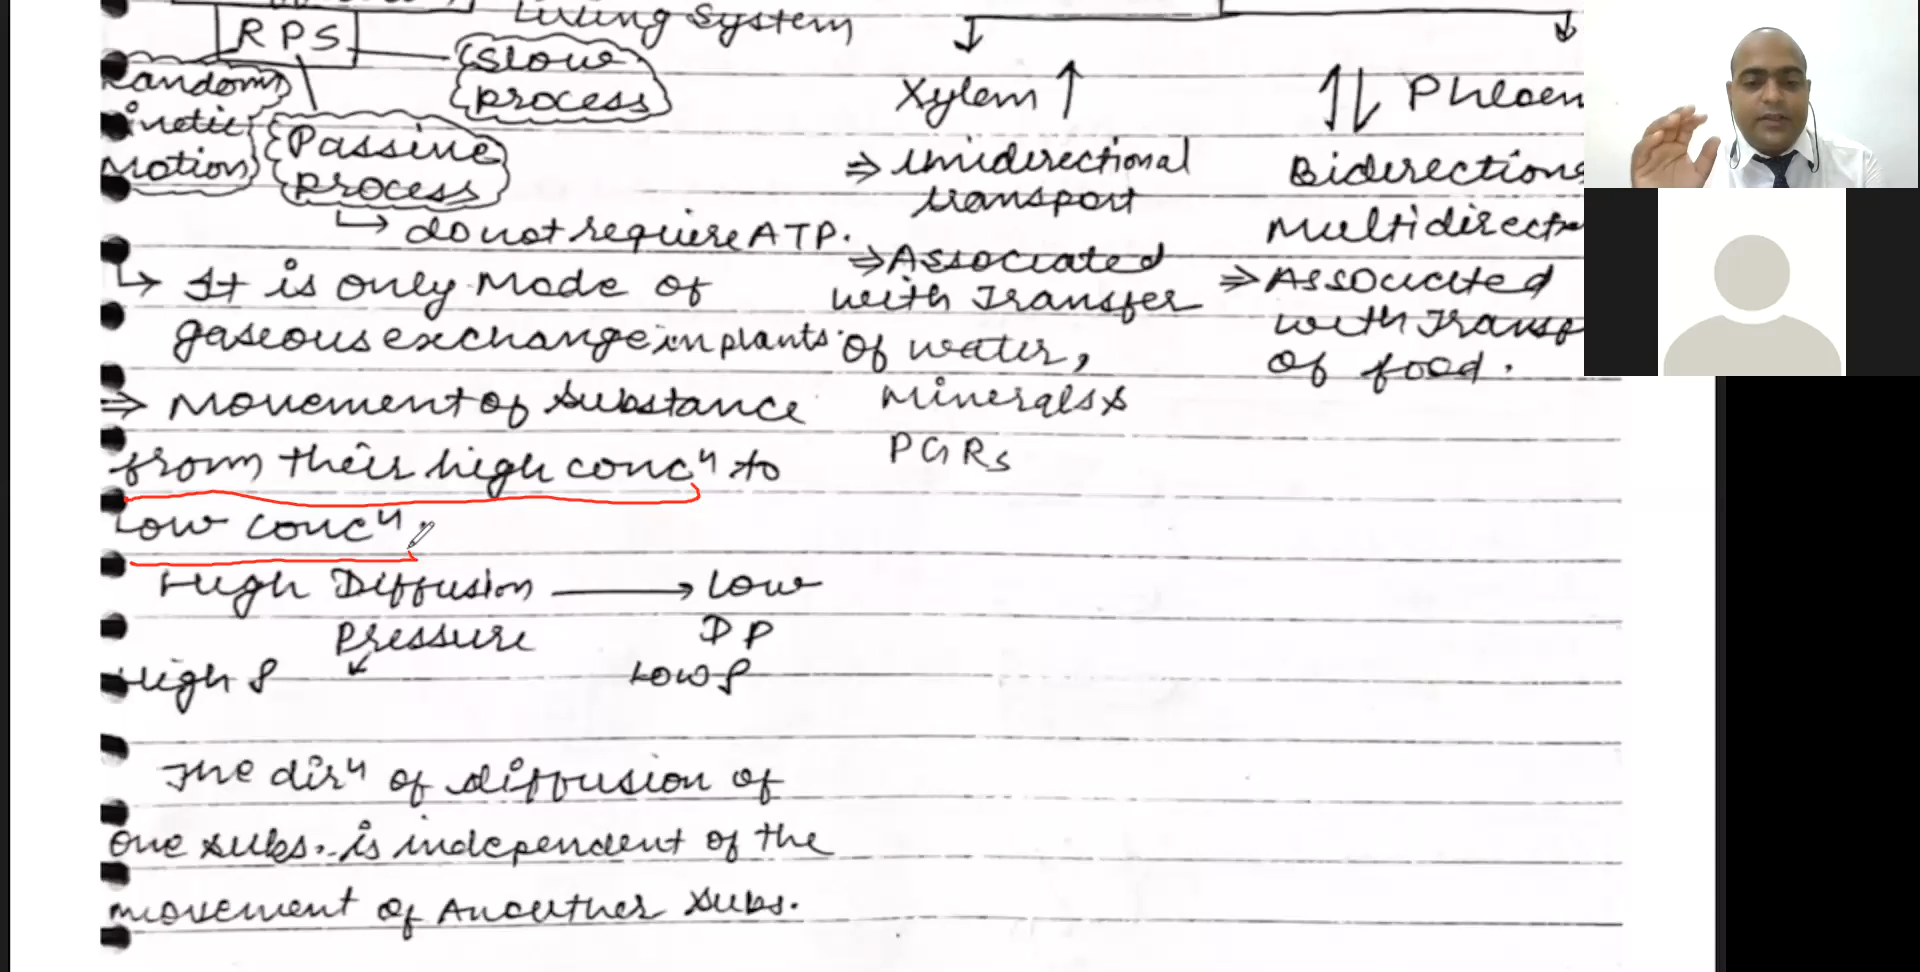 Living System
RPS
Slow
process
Random
Kinetic
Motion
Passive
process
↳ do not require ATP.
↳ It is only Mode of
gaseous exchange in plants.
⇒ Movement of substance
from their high concⁿ to
low concⁿ.
High Diffusion ⟶ Low
Pressure DP
High P Low P
The dirⁿ of diffusion of
one subs. is independent of the
movement of Anouther subs.
Xylem ↑
⇒ Unidirectional
transport
⇒ Associated
with Transfer
of water,
Minerals &
PGRs
↑↓ Phloem
Bidirection
Multidirect
⇒ Associated
with Transp
of food.